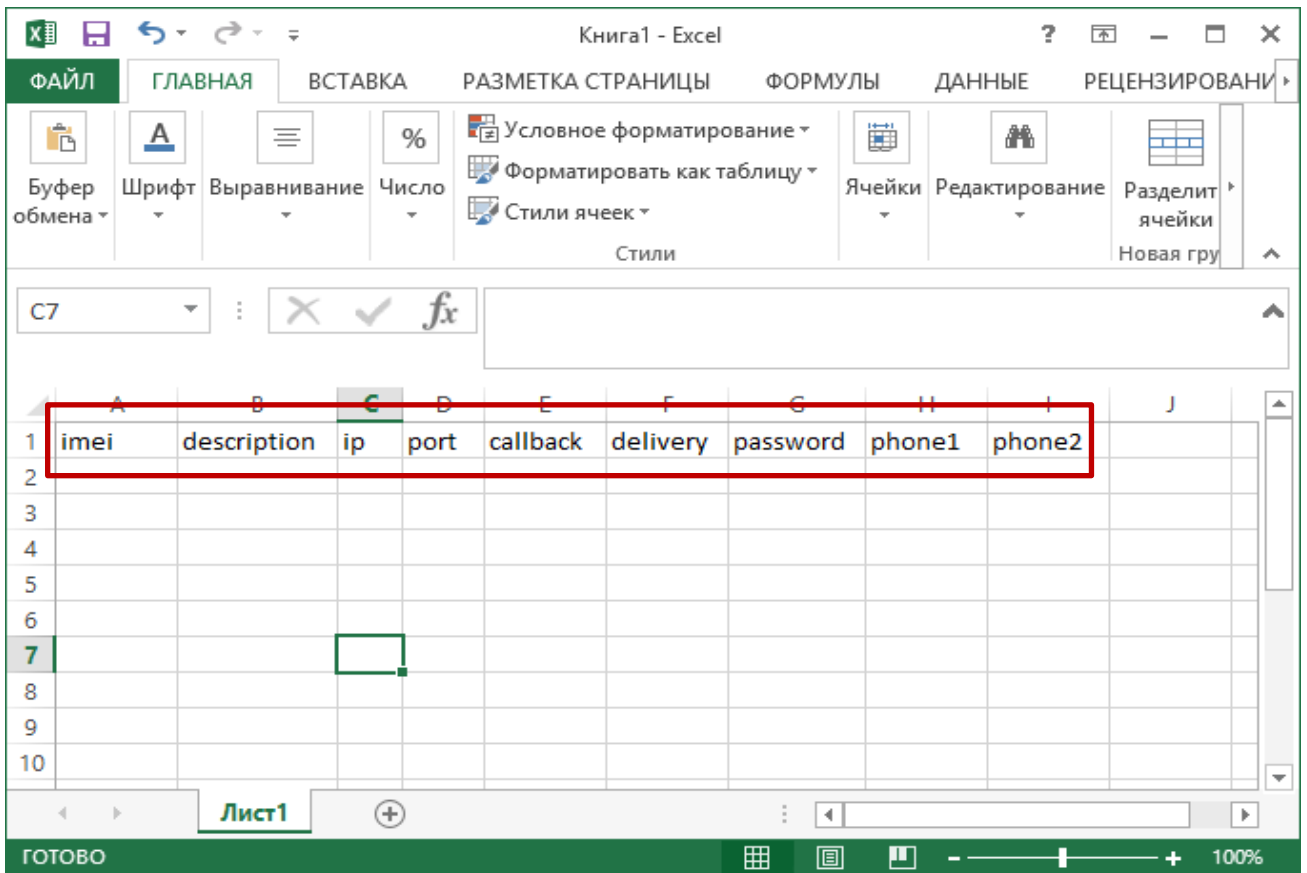 Книга1 - Excel ?
ФАЙЛ ГЛАВНАЯ ВСТАВКА РАЗМЕТКА СТРАНИЦЫ ФОРМУЛЫ ДАННЫЕ РЕЦЕНЗИРОВАНИ
Буфер обмена
Шрифт
Выравнивание
%
Число
Условное форматирование
Форматировать как таблицу
Стили ячеек
Стили
Ячейки
Редактирование
Разделит
ячейки
Новая гру
C7 fx
A B C D E F G H I J
1 imei description ip port callback delivery password phone1 phone2
2
3
4
5
6
7
8
9
10
Лист1
ГОТОВО 100%